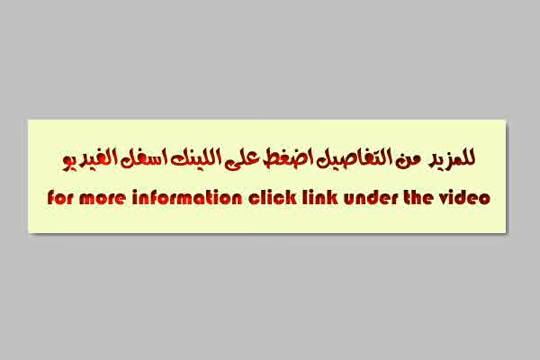 للمزيد من التفاصيل اضغط على اللينك اسفل الفيديو
for more information click link under the video